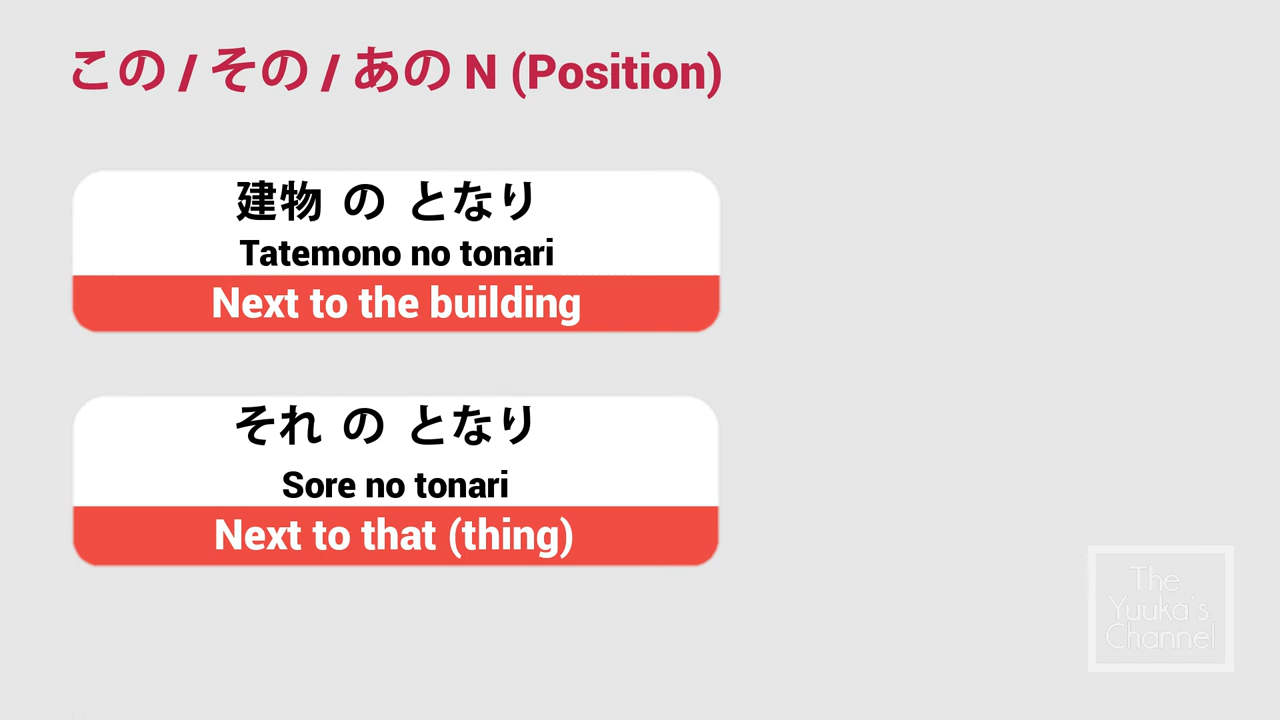 この / その / あの N (Position)
建物 の となり
Tatemono no tonari
Next to the building
それ の となり
Sore no tonari
Next to that (thing)
The
Yuuka's
Channel